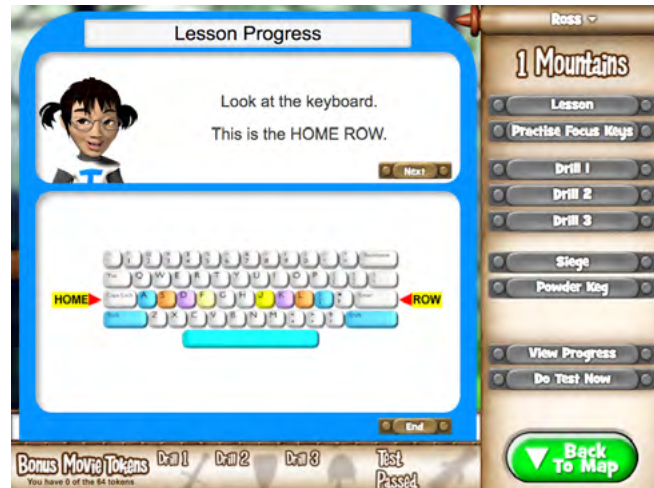 Lesson Progress
Look at the keyboard.
This is the HOME ROW.
Next
Q W E R T Y U I O P
HOME
Caps Lock A S D F G H J K L
ROW
Z X C V B N M
End
Bonus Movie Tokens
You have 0 of the 64 tokens
Drill 1
Drill 2
Drill 3
Test
Passed
Ross
1 Mountains
Lesson
Practise Focus Keys
Drill 1
Drill 2
Drill 3
Siege
Powder Keg
View Progress
Do Test Now
Back
To Map